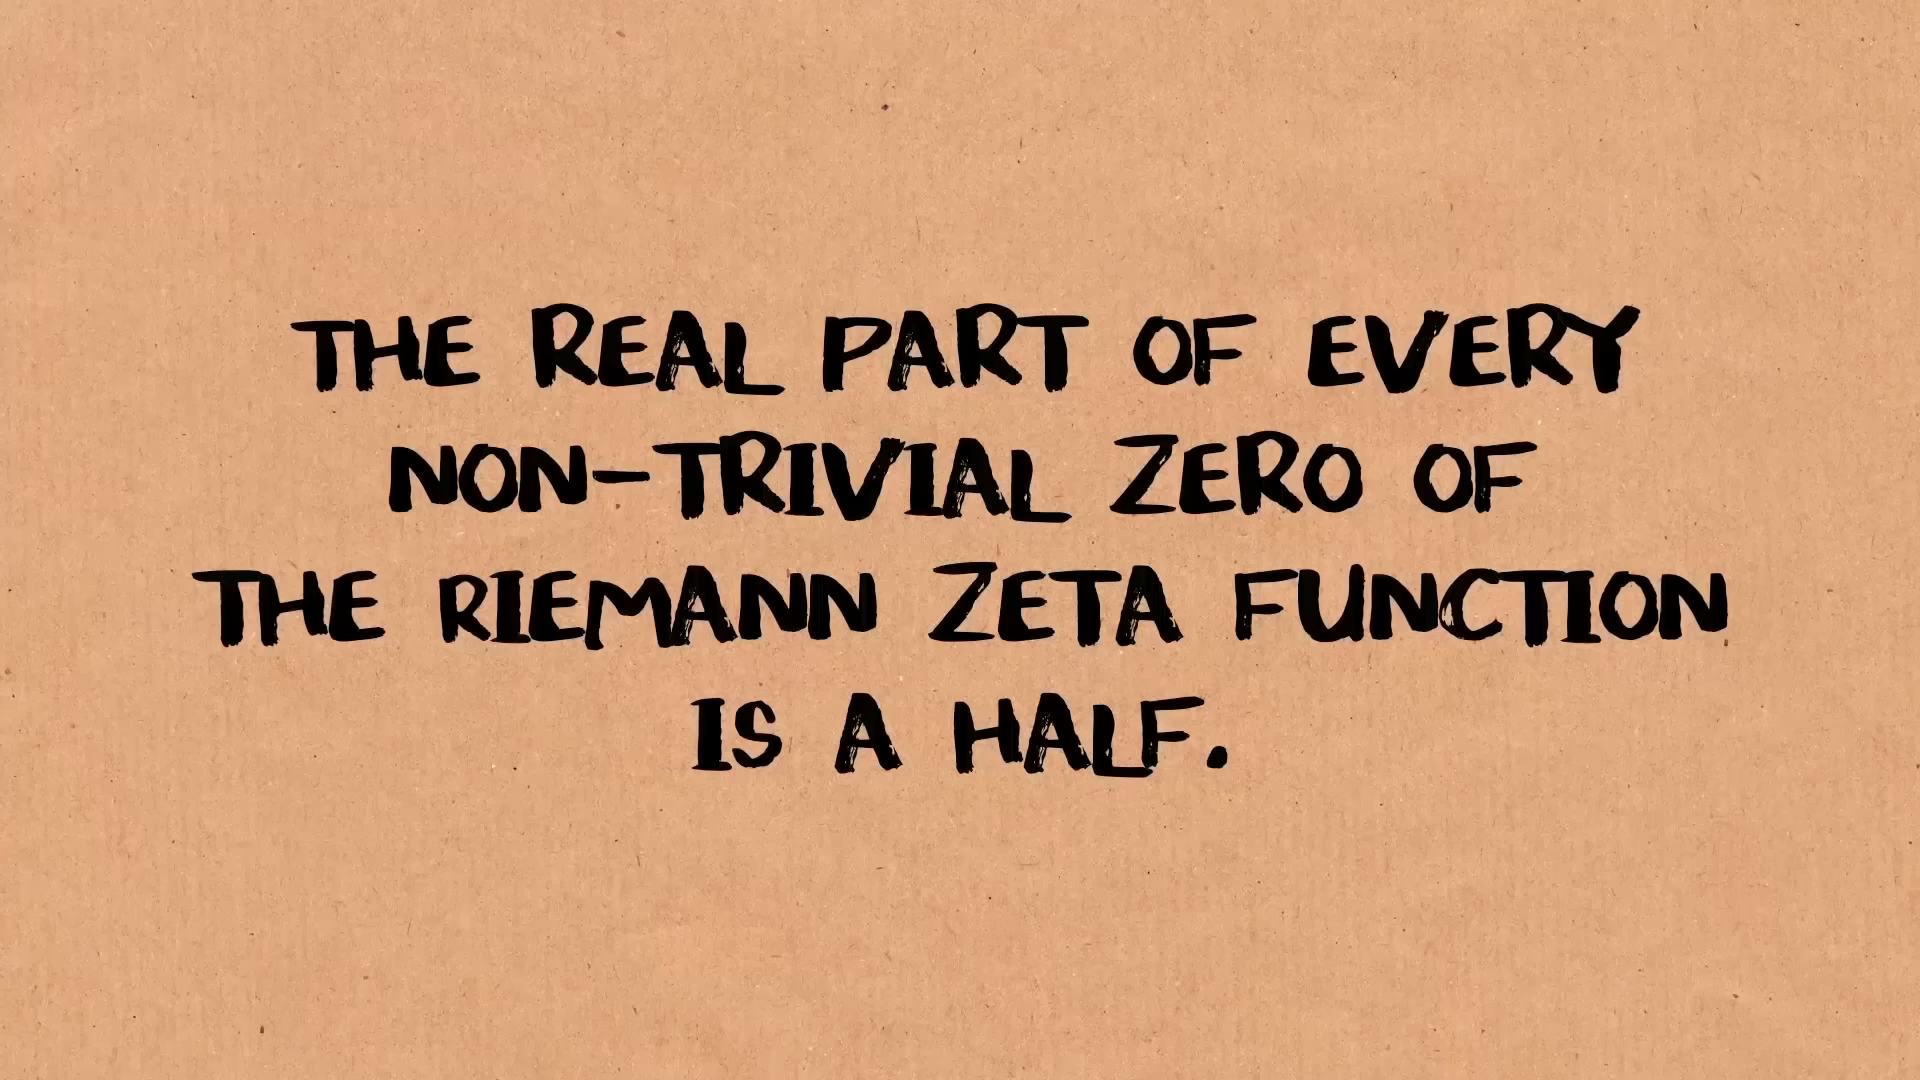 THE REAL PART OF EVERY
NON-TRIVIAL ZERO OF
THE RIEMANN ZETA FUNCTION
IS A HALF.